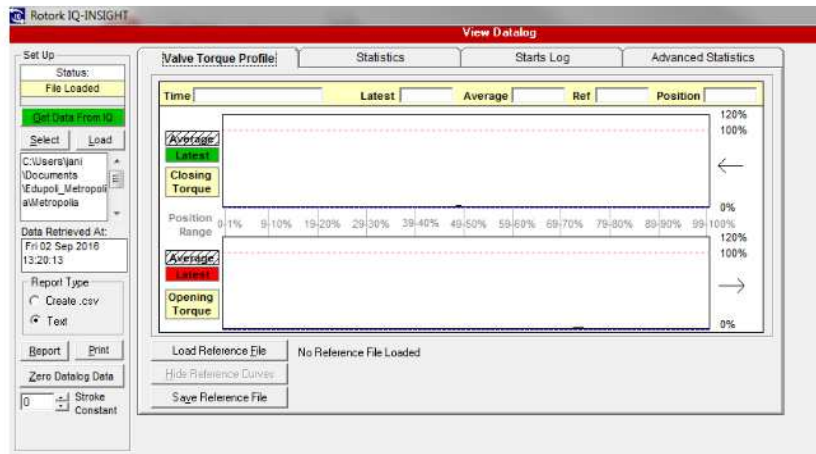 Rotork IQ-INSIGHT
View Datalog
Set Up
Status:
File Loaded
Get Data From IQ
Select Load
C:\Users\jani
\Documents
\Edupoli_Metropoli
a\Metropolia
Data Retrieved At:
Fri 02 Sep 2016
13:20:13
Report Type
Create .csv
Text
Report Print
Zero Datalog Data
0 Stroke
Constant
Valve Torque Profile Statistics Starts Log Advanced Statistics
Time Latest Average Ref Position
120%
100%
Average
Latest
Closing
Torque
0%
Position
Range
0-1% 9-10% 19-20% 29-30% 39-40% 49-50% 59-60% 69-70% 79-80% 89-90% 99-100%
120%
100%
Average
Latest
Opening
Torque
0%
Load Reference File No Reference File Loaded
Hide Reference Curves
Save Reference File